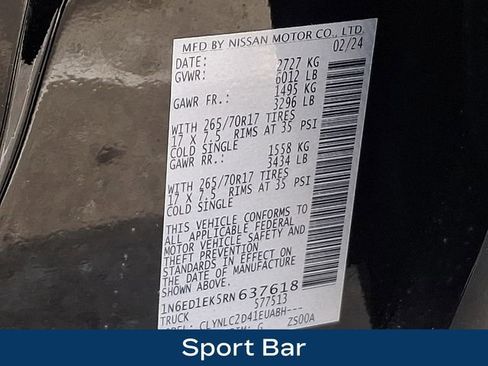 MFD BY NISSAN MOTOR CO., LTD.
DATE: 02/24
GVWR: 2727 KG
6012 LB
GAWR FR.: 1495 KG
3296 LB
WITH 265/70R17 TIRES
17 X 7.5 RIMS AT 35 PSI
COLD SINGLE
GAWR RR.: 1558 KG
3434 LB
WITH 265/70R17 TIRES
17 X 7.5 RIMS AT 35 PSI
COLD SINGLE
THIS VEHICLE CONFORMS TO
ALL APPLICABLE FEDERAL
MOTOR VEHICLE SAFETY
AND THEFT PREVENTION
STANDARDS IN EFFECT ON
THE DATE OF MANUFACTURE
SHOWN ABOVE.
1N6ED1EK5RN637618
TRUCK S77513
CLYNLC2D41EUABH---
G ZS00A
Sport Bar